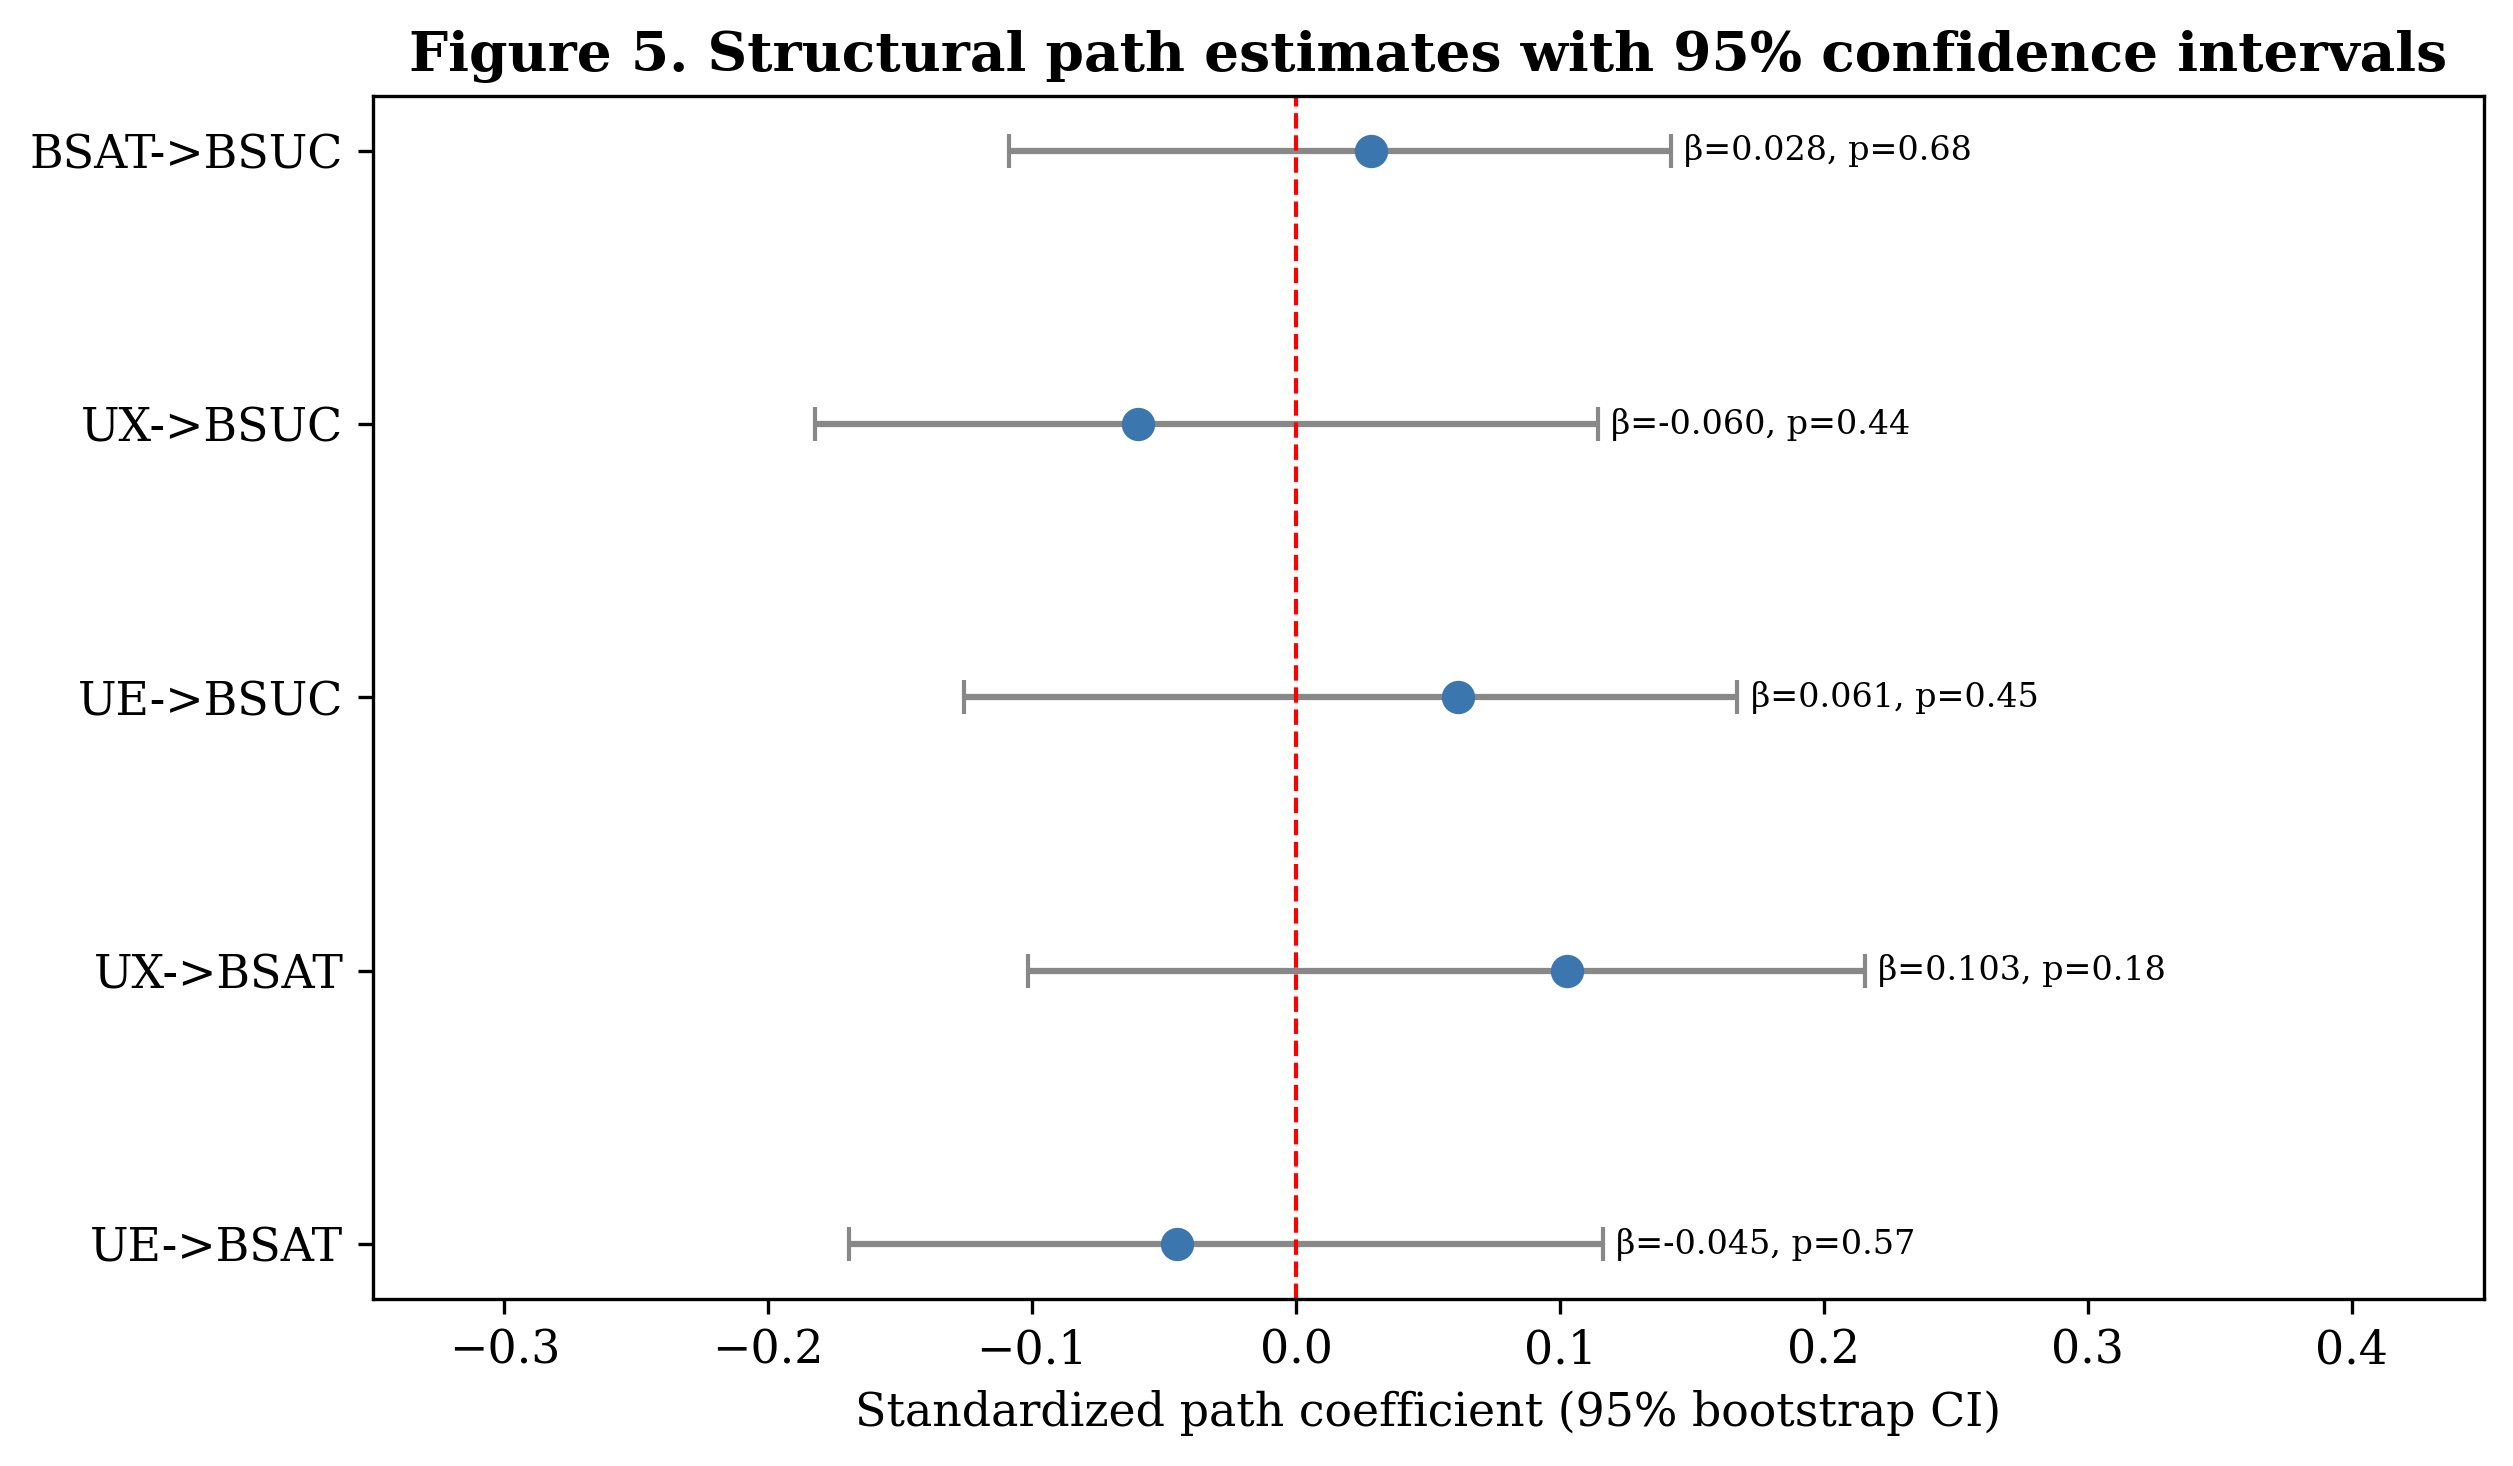 Figure 5. Structural path estimates with 95% confidence intervals
BSAT->BSUC
β=0.028, p=0.68
UX->BSUC
β=-0.060, p=0.44
UE->BSUC
β=0.061, p=0.45
UX->BSAT
β=0.103, p=0.18
UE->BSAT
β=-0.045, p=0.57
−0.3 −0.2 −0.1 0.0 0.1 0.2 0.3 0.4
Standardized path coefficient (95% bootstrap CI)